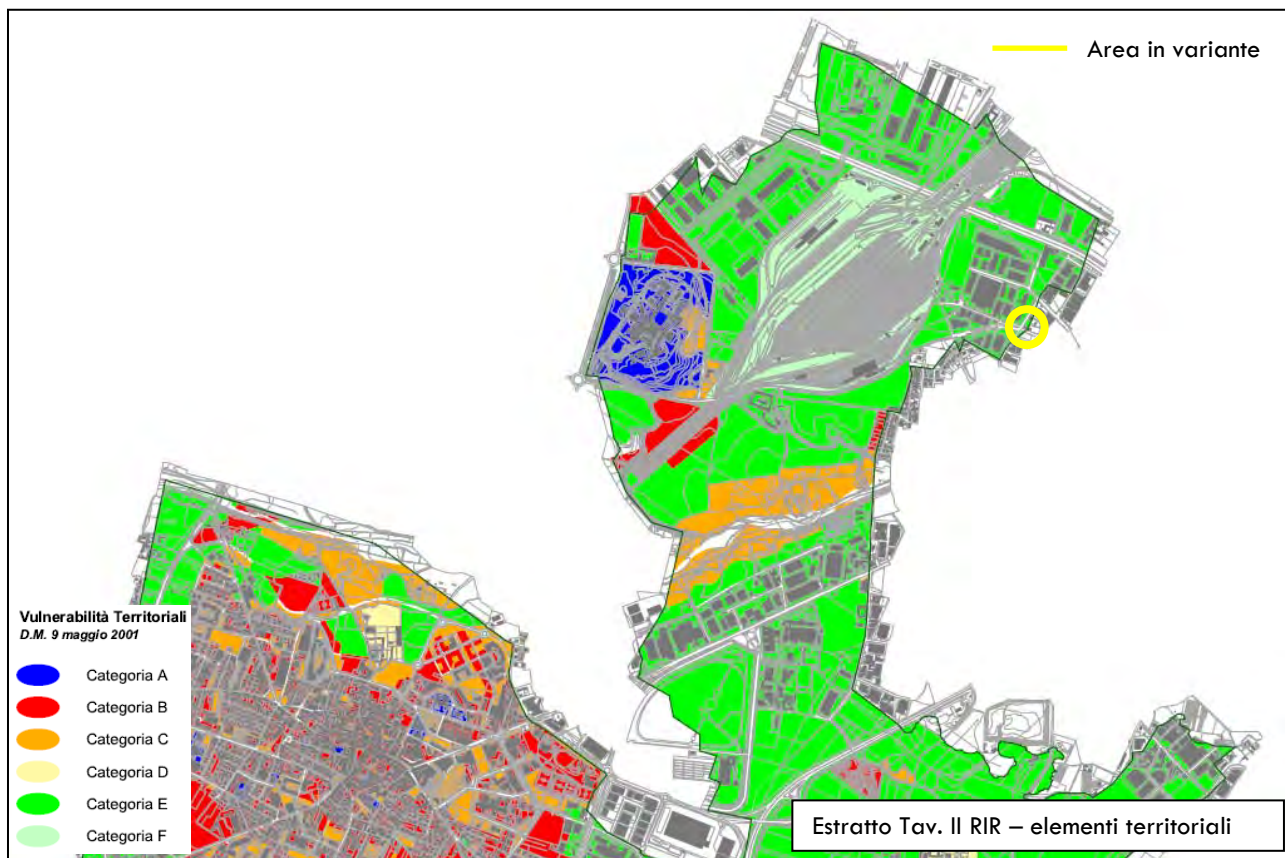 Area in variante
Vulnerabilità Territoriali
D.M. 9 maggio 2001
Categoria A
Categoria B
Categoria C
Categoria D
Categoria E
Categoria F
Estratto Tav. II RIR – elementi territoriali